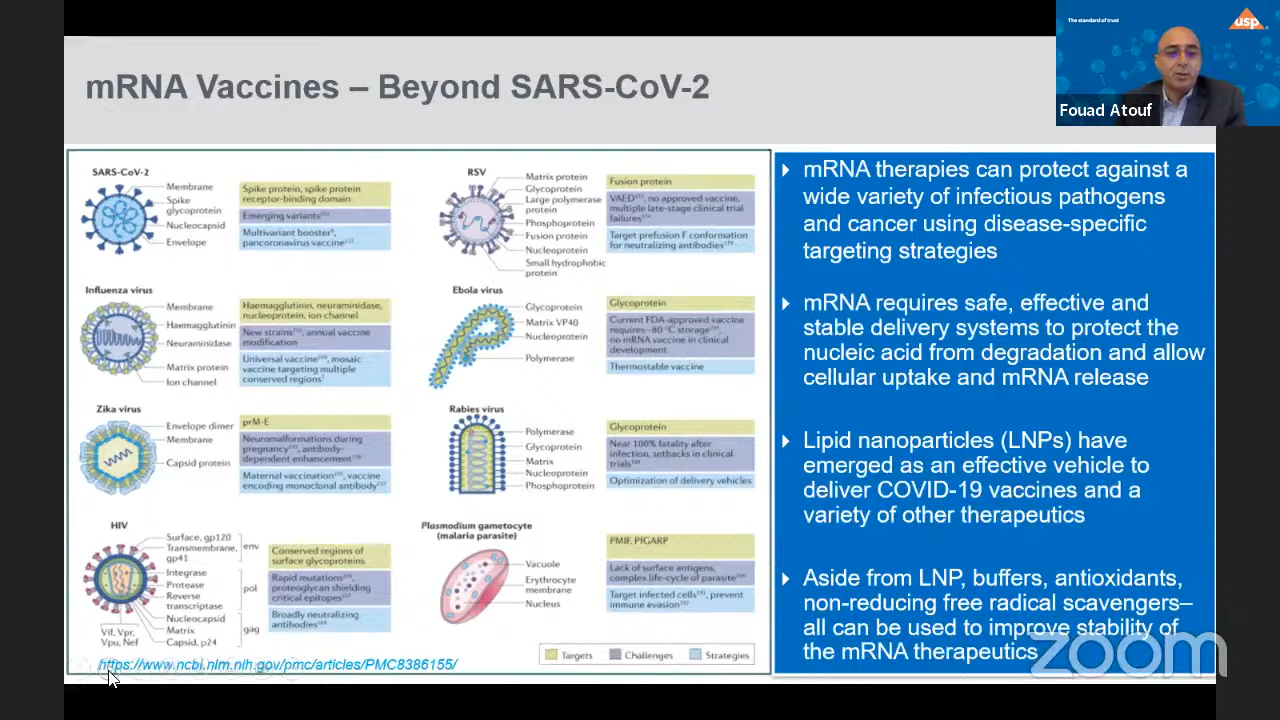 The standard of trust
usp
Fouad Atouf
mRNA Vaccines – Beyond SARS-CoV-2
SARS-CoV-2
Membrane
Spike
glycoprotein
Nucleocapsid
Envelope
Spike protein, spike protein
receptor-binding domain
Emerging variants
Multivariant booster, 
pancoronavirus vaccine
RSV
Matrix protein
Glycoprotein
Large polymerase
protein
Phosphoprotein
Fusion protein
Nucleoprotein
Small hydrophobic
protein
Fusion protein
VAED, no approved vaccine,
multiple late-stage clinical trial
failures
Target prefusion F conformation
for neutralizing antibodies
Influenza virus
Membrane
Haemagglutinin
Neuraminidase
Matrix protein
Ion channel
Haemagglutinin, neuraminidase,
nucleoprotein, ion channel
New strains, annual vaccine
modification
Universal vaccine, mosaic
vaccine targeting multiple
conserved regions
Ebola virus
Glycoprotein
Matrix VP40
Nucleoprotein
Polymerase
Glycoprotein
Current FDA-approved vaccine
requires −80 °C storage,
no mRNA vaccine in clinical
development
Thermostable vaccine
Zika virus
Envelope dimer
Membrane
Capsid protein
prM-E
Neuromalformations during
pregnancy, antibody-
dependent enhancement
Maternal vaccination, vaccine
encoding monoclonal antibody
Rabies virus
Polymerase
Glycoprotein
Matrix
Nucleoprotein
Phosphoprotein
Glycoprotein
Near 100% fatality after
infection, setbacks in clinical
trials
Optimization of delivery vehicles
HIV
Surface, gp120
Transmembrane,
gp41
env
Integrase
Protease
Reverse
transcriptase
pol
Nucleocapsid
Matrix
Capsid, p24
gag
Vif, Vpr,
Vpu, Nef
Conserved regions of
surface glycoproteins
Rapid mutations,
proteoglycan shielding
critical epitopes
Broadly neutralizing
antibodies
Plasmodium gametocyte
(malaria parasite)
Vacuole
Erythrocyte
membrane
Nucleus
PMIF, PfGARP
Lack of surface antigens,
complex life-cycle of parasite
Target infected cells, prevent
immune evasion
Targets
Challenges
Strategies
https://www.ncbi.nlm.nih.gov/pmc/articles/PMC8386155/
mRNA therapies can protect against a
wide variety of infectious pathogens
and cancer using disease-specific
targeting strategies
mRNA requires safe, effective and
stable delivery systems to protect the
nucleic acid from degradation and allow
cellular uptake and mRNA release
Lipid nanoparticles (LNPs) have
emerged as an effective vehicle to
deliver COVID-19 vaccines and a
variety of other therapeutics
Aside from LNP, buffers, antioxidants,
non-reducing free radical scavengers–
all can be used to improve stability of
the mRNA therapeutics
zoom